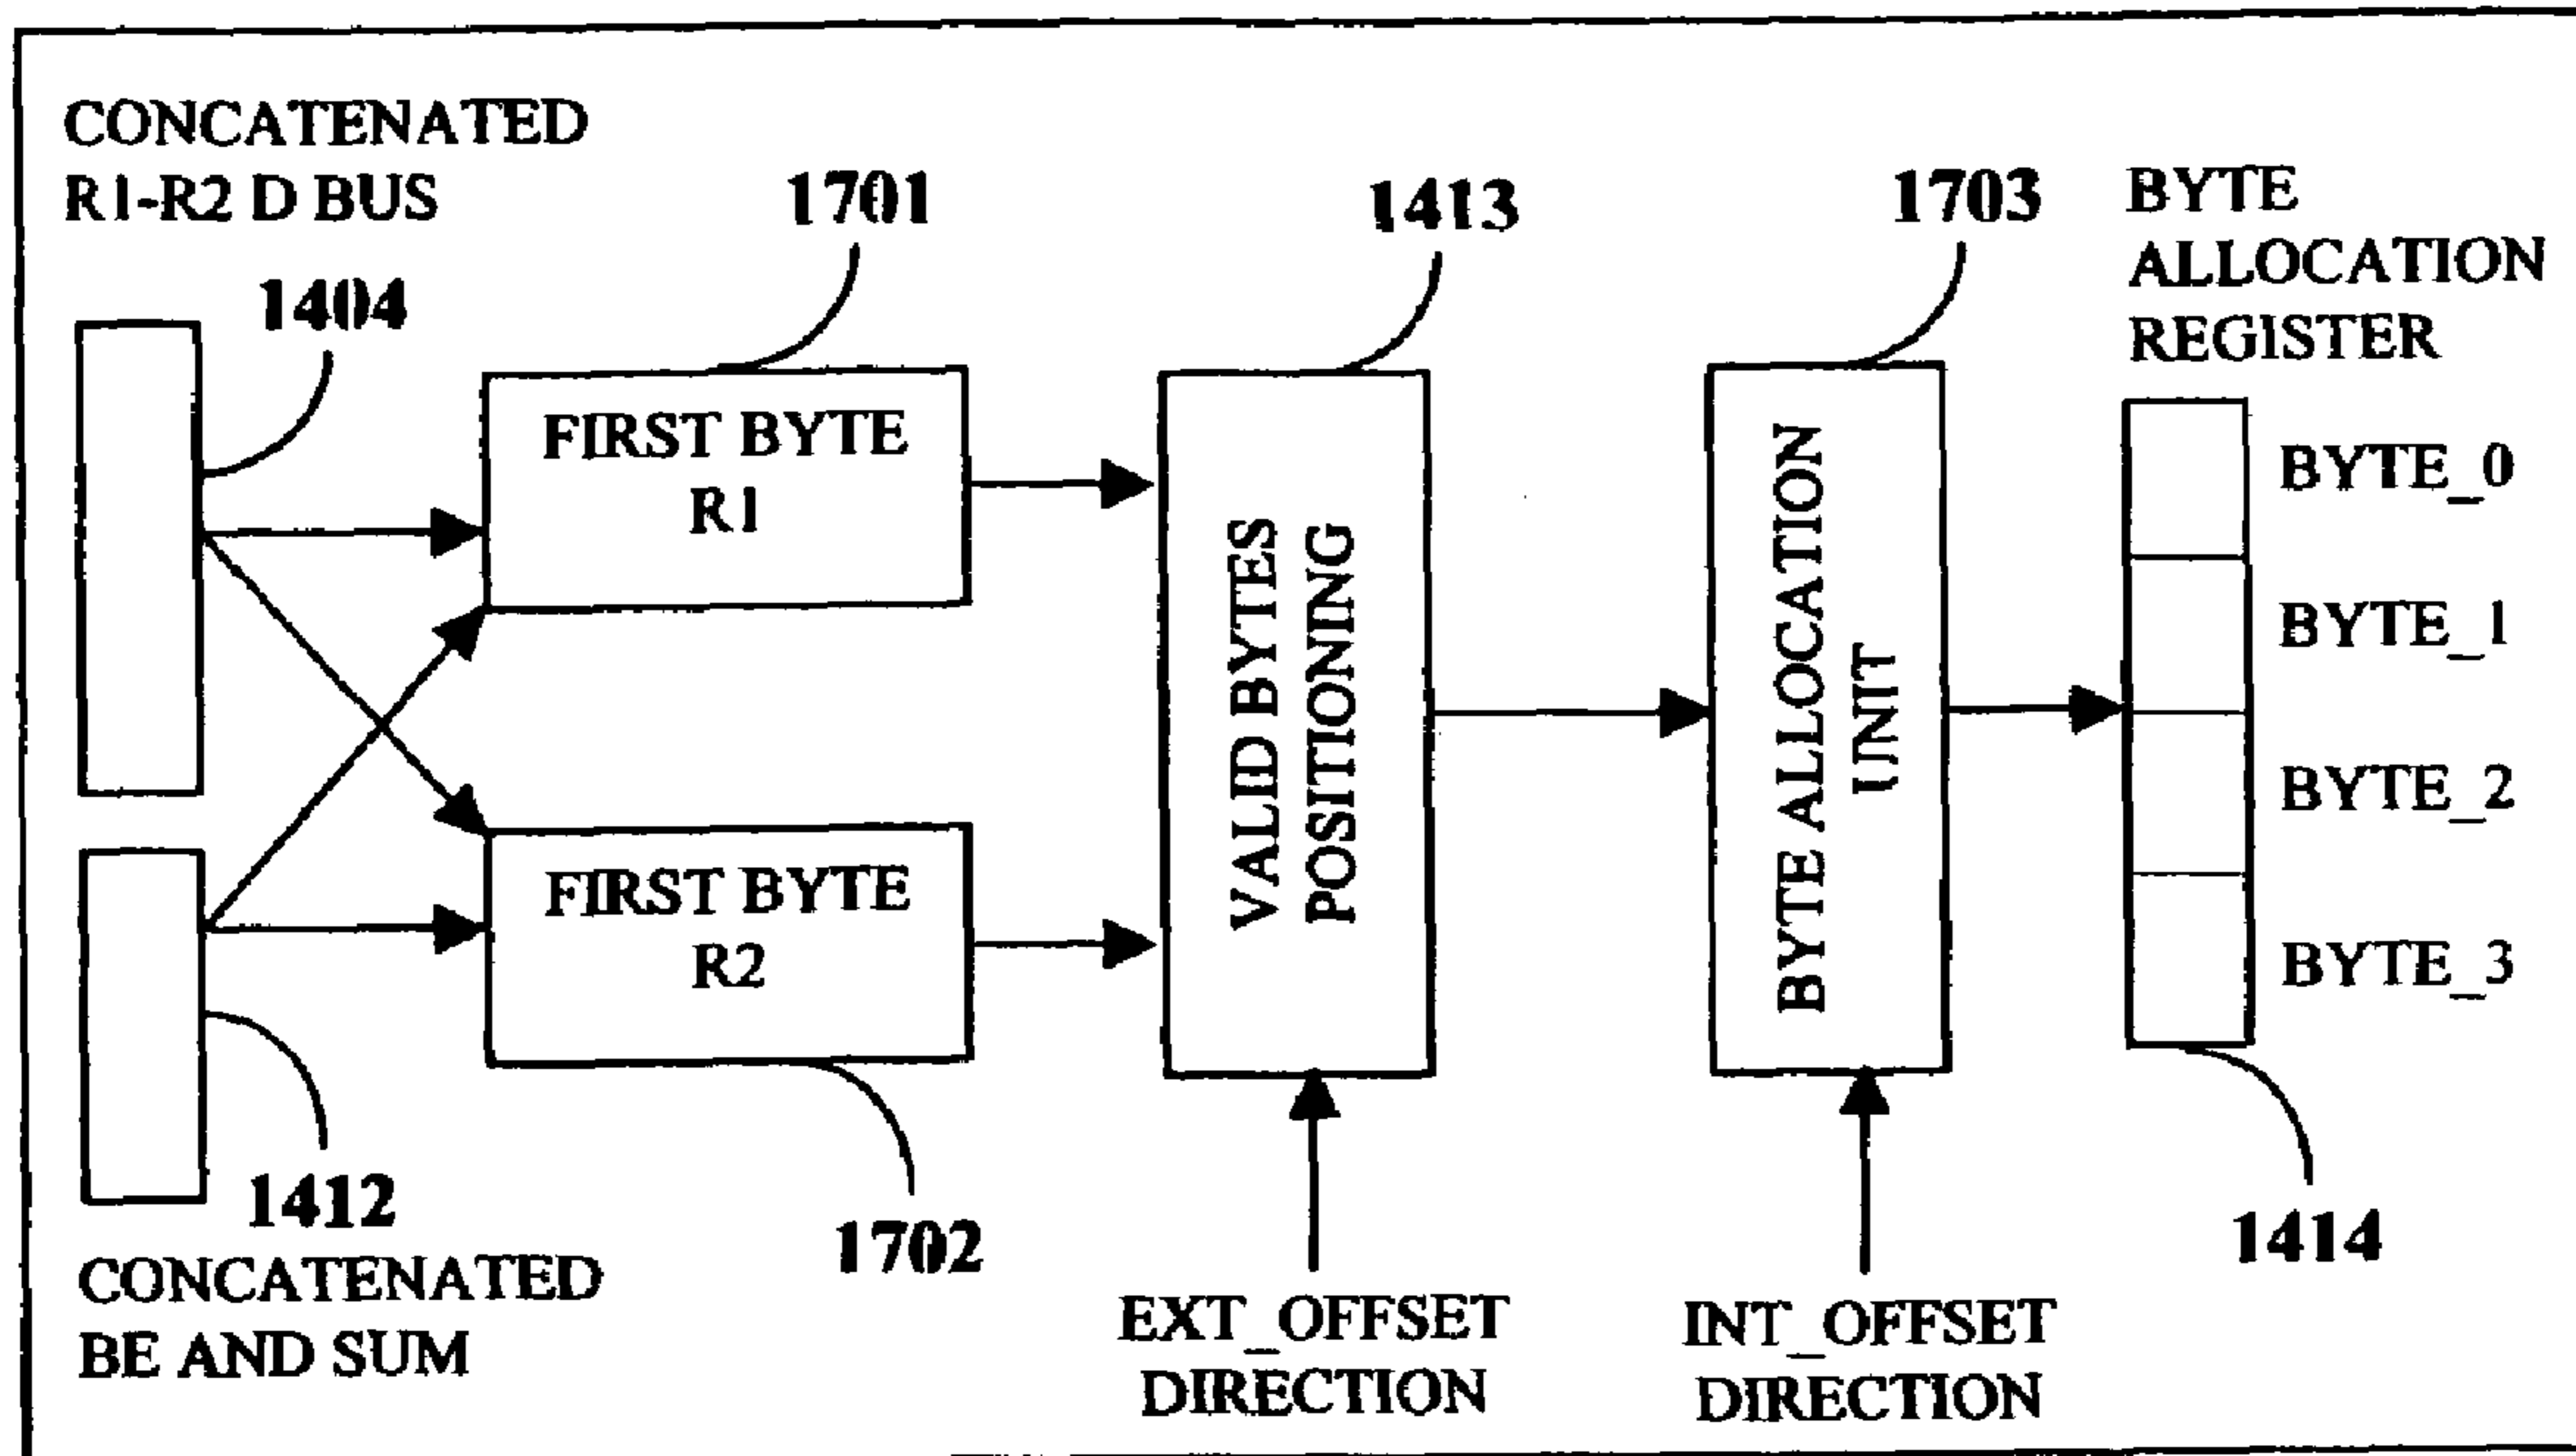 CONCATENATED
R1-R2 D BUS
1404
1701
FIRST BYTE
R1
1413
VALID BYTES
POSITIONING
1703
BYTE ALLOCATION
UNIT
BYTE
ALLOCATION
REGISTER
BYTE_0
BYTE_1
BYTE_2
BYTE_3
FIRST BYTE
R2
1412
CONCATENATED
BE AND SUM
1702
EXT_OFFSET
DIRECTION
INT_OFFSET
DIRECTION
1414